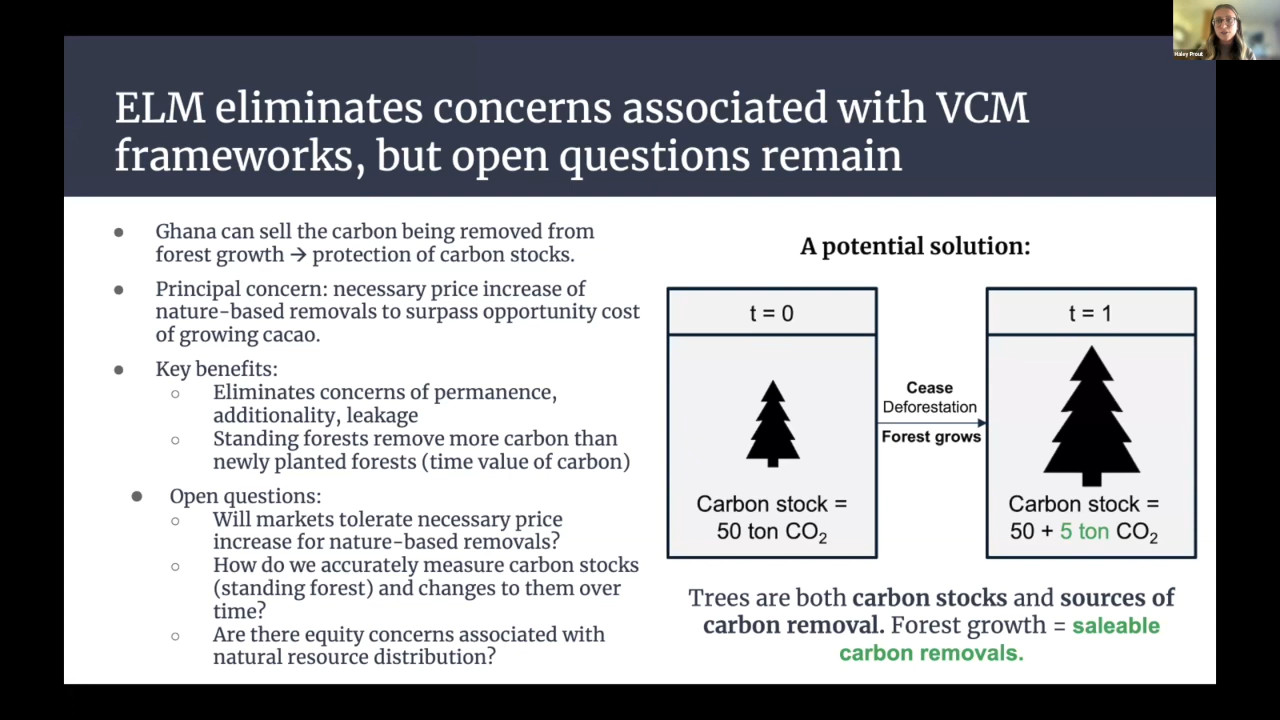 Haley Prout
ELM eliminates concerns associated with VCM
frameworks, but open questions remain
● Ghana can sell the carbon being removed from
forest growth → protection of carbon stocks.
● Principal concern: necessary price increase of
nature-based removals to surpass opportunity cost
of growing cacao.
● Key benefits:
○ Eliminates concerns of permanence,
additionality, leakage
○ Standing forests remove more carbon than
newly planted forests (time value of carbon)
● Open questions:
○ Will markets tolerate necessary price
increase for nature-based removals?
○ How do we accurately measure carbon stocks
(standing forest) and changes to them over
time?
○ Are there equity concerns associated with
natural resource distribution?
A potential solution:
t = 0
Carbon stock =
50 ton CO₂
Cease
Deforestation
Forest grows
t = 1
Carbon stock =
50 + 5 ton CO₂
Trees are both carbon stocks and sources of
carbon removal. Forest growth = saleable
carbon removals.